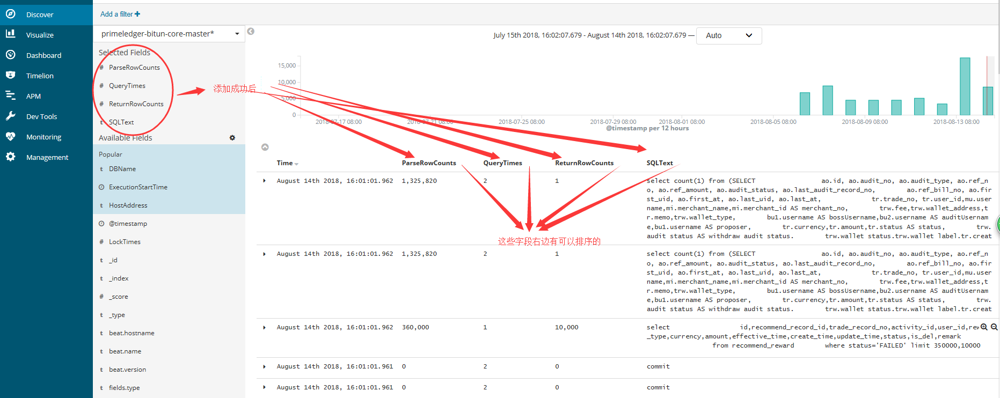 Discover
Visualize
Dashboard
Timelion
APM
Dev Tools
Monitoring
Management
Add a filter +
primeledger-bitun-core-master*
Selected Fields
# ParseRowCounts
# QueryTimes
# ReturnRowCounts
t SQLText
Available Fields
Popular
t DBName
ExecutionStartTime
t HostAddress
@timestamp
# LockTimes
t _id
t _index
# _score
t _type
t beat.hostname
t beat.name
t beat.version
t fields.type
添加成功后
July 15th 2018, 16:02:07.679 - August 14th 2018, 16:02:07.679 —
Auto
15,000
10,000
5,000
0
2018-07-17 08:00
2018-07-21 08:00
2018-07-25 08:00
2018-07-29 08:00
2018-08-01 08:00
2018-08-05 08:00
2018-08-09 08:00
2018-08-13 08:00
@timestamp per 12 hours
Time ParseRowCounts QueryTimes ReturnRowCounts SQLText
August 14th 2018, 16:01:01.962 1,325,820 2 1 select count(1) from (SELECT ao.id, ao.audit_no, ao.audit_type, ao.ref_n
o, ao.ref_amount, ao.audit_status, ao.last_audit_record_no, ao.ref_bill_no, ao.fir
st_uid, ao.first_at, ao.last_uid, ao.last_at, tr.trade_no, tr.user_id,mu.user
name,mi.merchant_name,mi.merchant_id AS merchant_no, trw.fee,trw.wallet_address,t
r.memo,trw.wallet_type, bu1.username AS bossUsername,bu2.username AS auditUsernam
e,bu1.username AS proposer, tr.currency,tr.amount,tr.status AS status, trw.
audit status AS withdraw audit status. trw.wallet status.trw.wallet label.tr.creat
这些字段右边有可以排序的
August 14th 2018, 16:01:01.962 1,325,820 2 1 select count(1) from (SELECT ao.id, ao.audit_no, ao.audit_type, ao.ref_n
o, ao.ref_amount, ao.audit_status, ao.last_audit_record_no, ao.ref_bill_no, ao.fir
st_uid, ao.first_at, ao.last_uid, ao.last_at, tr.trade_no, tr.user_id,mu.user
name,mi.merchant_name,mi.merchant_id AS merchant_no, trw.fee,trw.wallet_address,t
r.memo,trw.wallet_type, bu1.username AS bossUsername,bu2.username AS auditUsernam
e,bu1.username AS proposer, tr.currency,tr.amount,tr.status AS status, trw.
audit status AS withdraw audit status. trw.wallet status.trw.wallet label.tr.creat
August 14th 2018, 16:01:01.962 360,000 1 10,000 select id,recommend_record_id,trade_record_no,activity_id,user_id,rew
_type,currency,amount,effective_time,create_time,update_time,status,is_del,remark
from recommend_reward where status='FAILED' limit 350000,10000
August 14th 2018, 16:01:01.961 0 2 0 commit
August 14th 2018, 16:01:01.961 0 2 0 commit